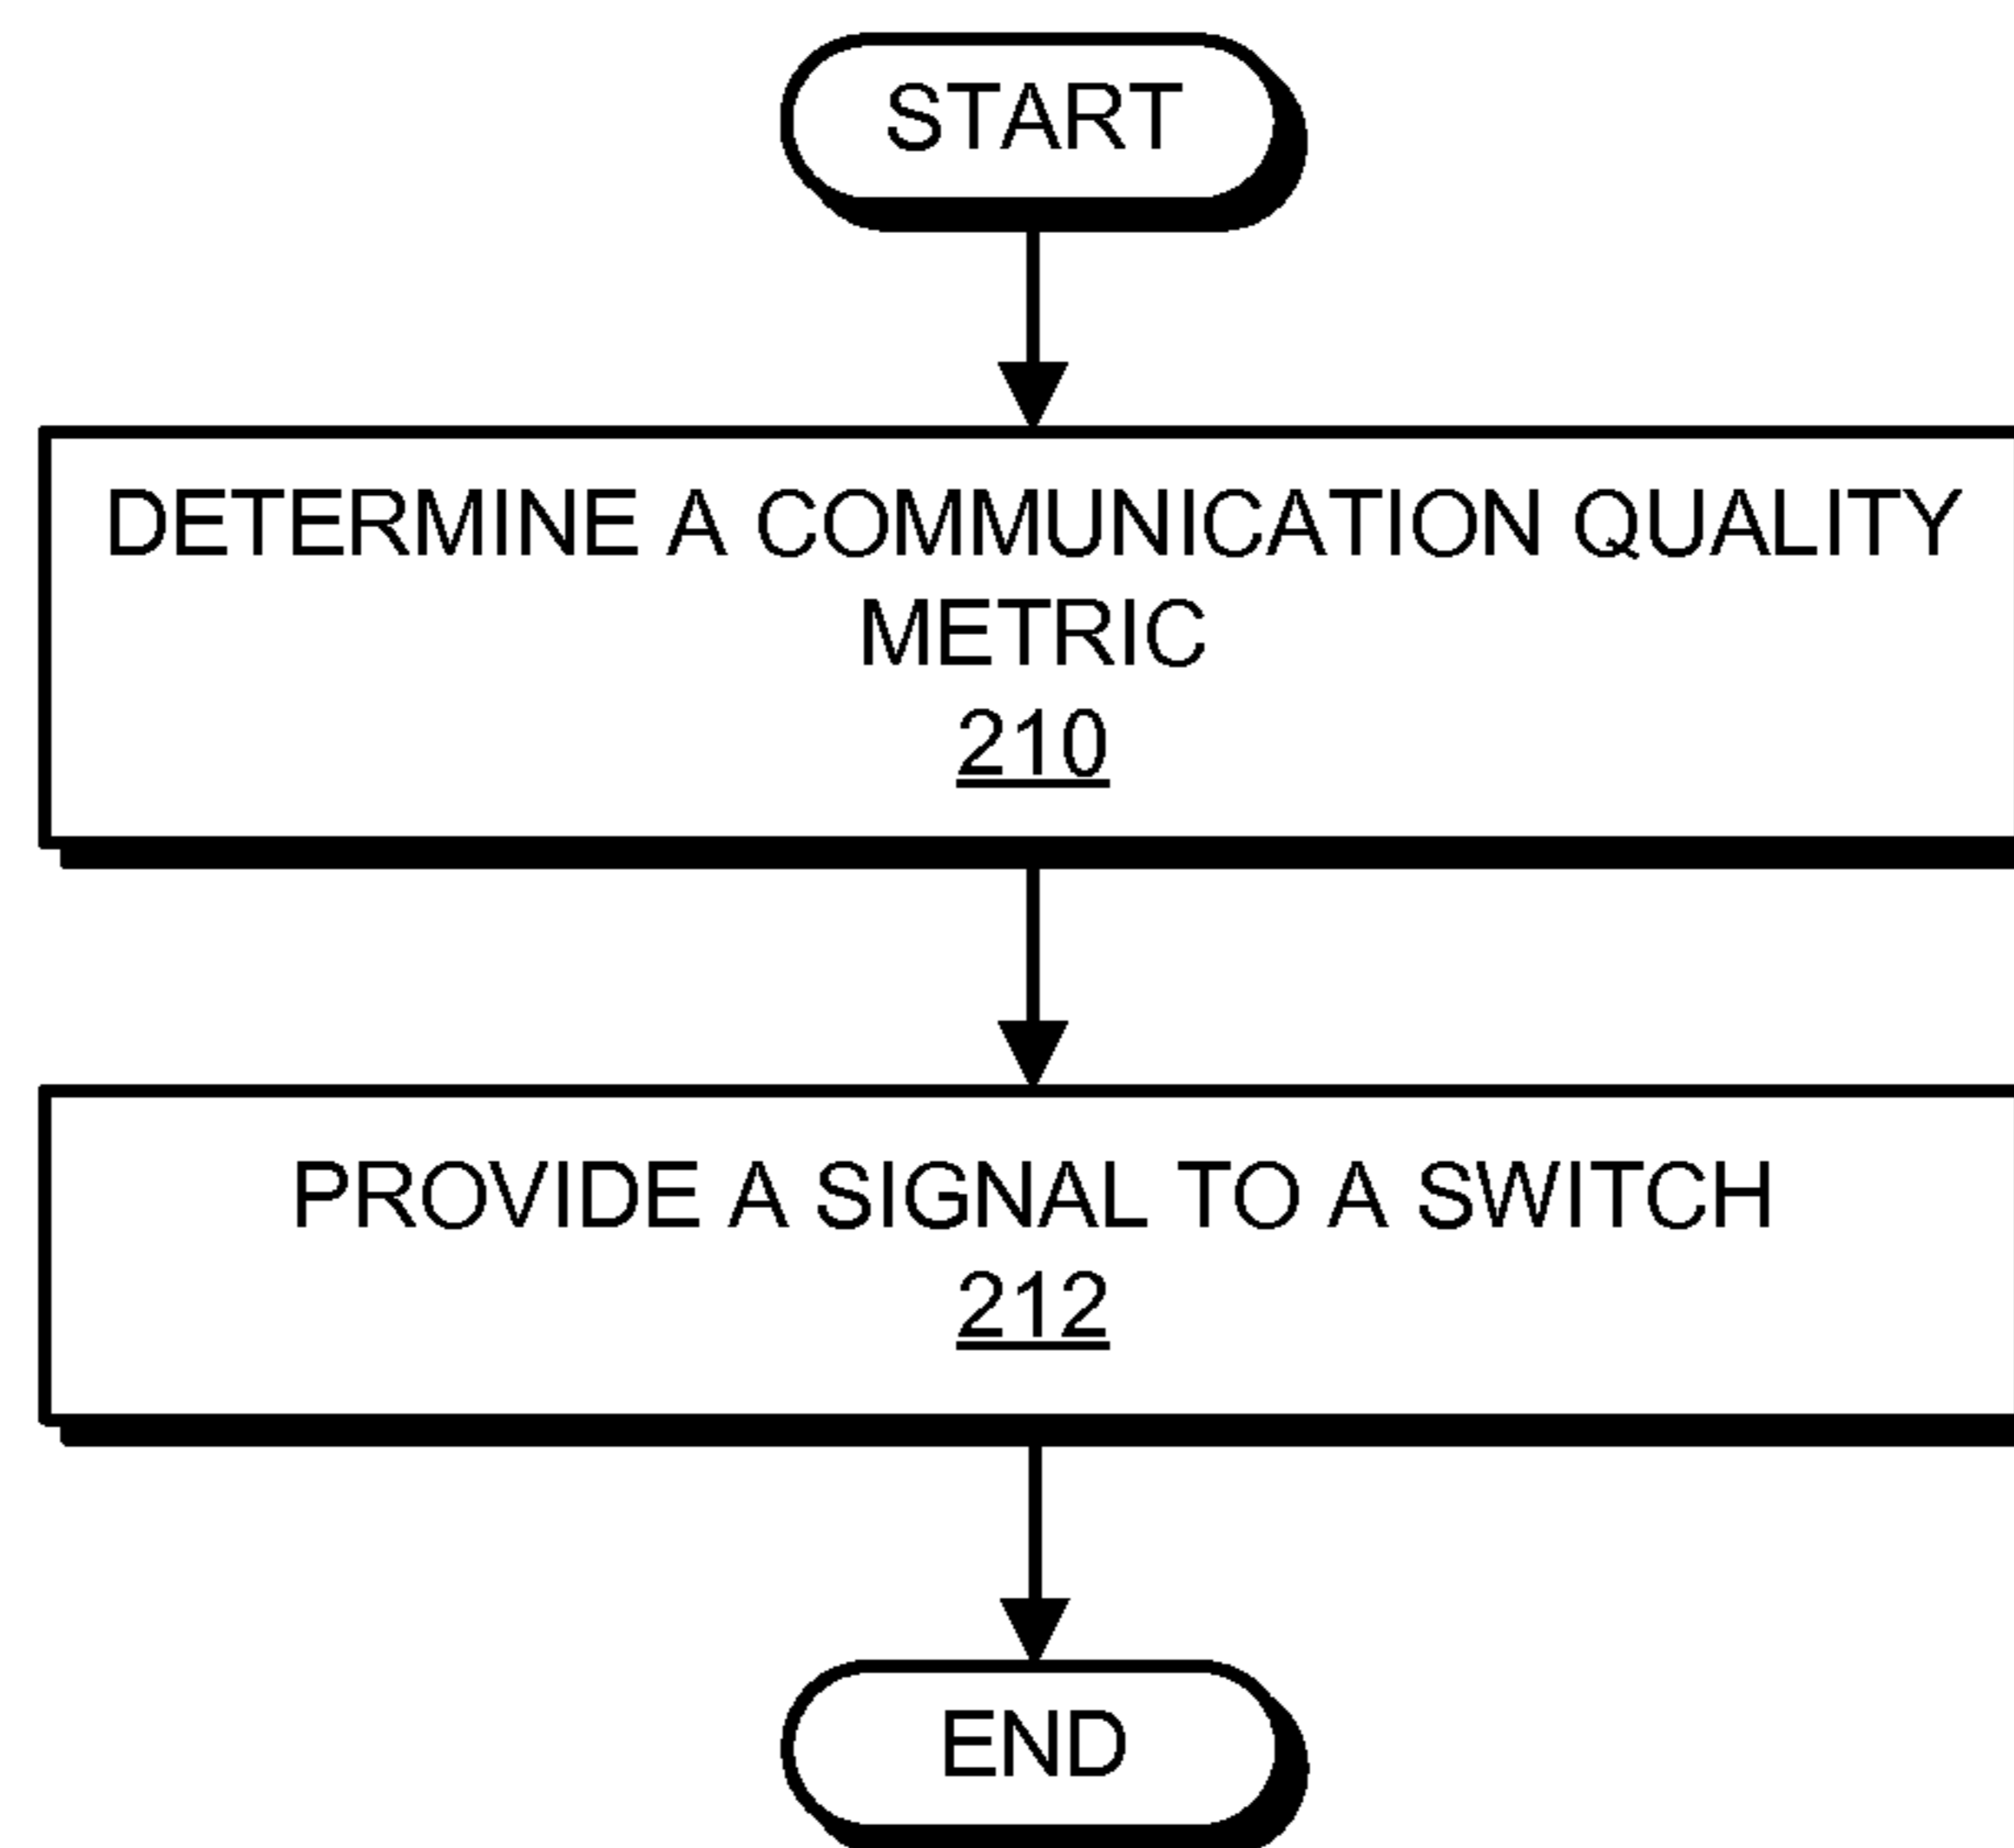 START
DETERMINE A COMMUNICATION QUALITY
METRIC
210
PROVIDE A SIGNAL TO A SWITCH
212
END